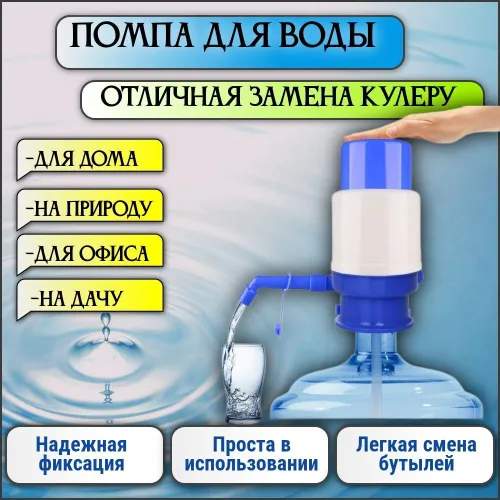 ПОМПА ДЛЯ ВОДЫ
ОТЛИЧНАЯ ЗАМЕНА КУЛЕРУ
-ДЛЯ ДОМА
-НА ПРИРОДУ
-ДЛЯ ОФИСА
-НА ДАЧУ
Надежная
фиксация
Проста в
использовании
Легкая смена
бутылей